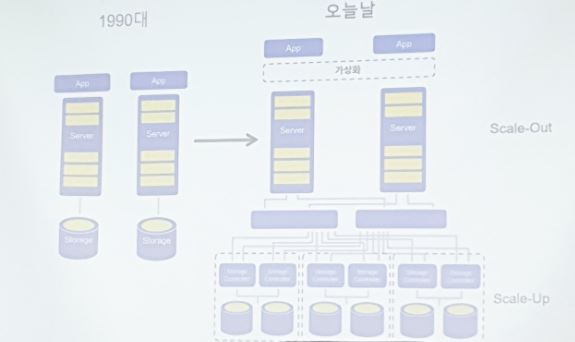 1990대
오늘날
App
App
App
App
가상화
Server
Server
Server
Server
Scale-Out
Storage
Storage
Storage Controller
Storage Controller
Storage Controller
Storage Controller
Storage Controller
Storage Controller
Scale-Up